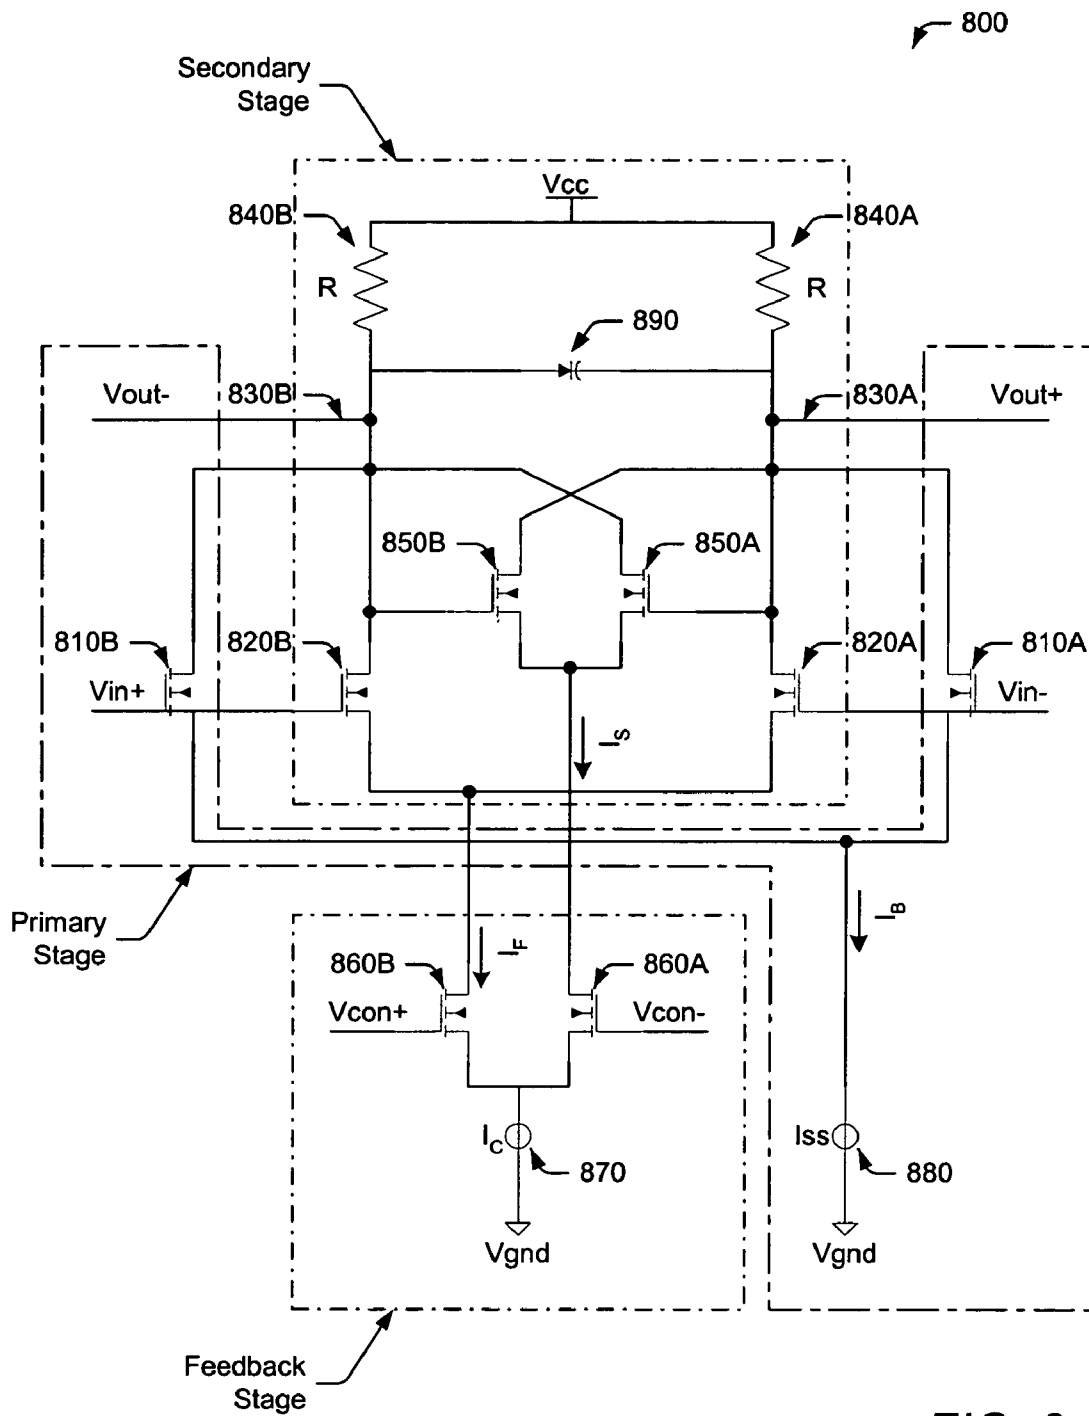 800
Secondary
Stage
Vcc
840B
840A
R
R
890
Vout-
830B
830A
Vout+
850B
850A
810B
820B
820A
810A
Vin+
Vin-
IS
IB
Primary
Stage
IF
860B
860A
Vcon+
Vcon-
IC
870
Iss
880
Vgnd
Vgnd
Feedback
Stage